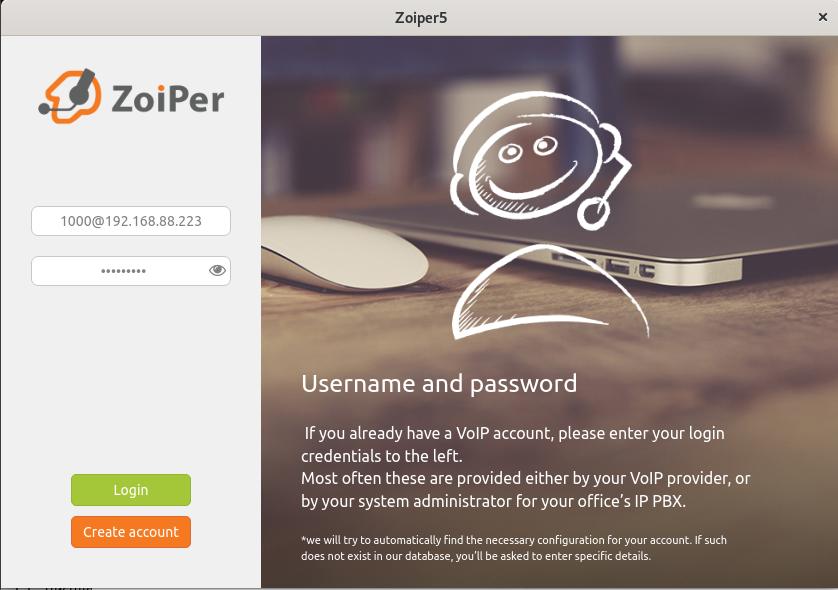 Zoiper5
ZoiPer
1000@192.168.88.223
•••••••••
Login
Create account
Username and password
If you already have a VoIP account, please enter your login
credentials to the left.
Most often these are provided either by your VoIP provider, or
by your system administrator for your office's IP PBX.
*we will try to automatically find the necessary configuration for your account. If such
does not exist in our database, you'll be asked to enter specific details.